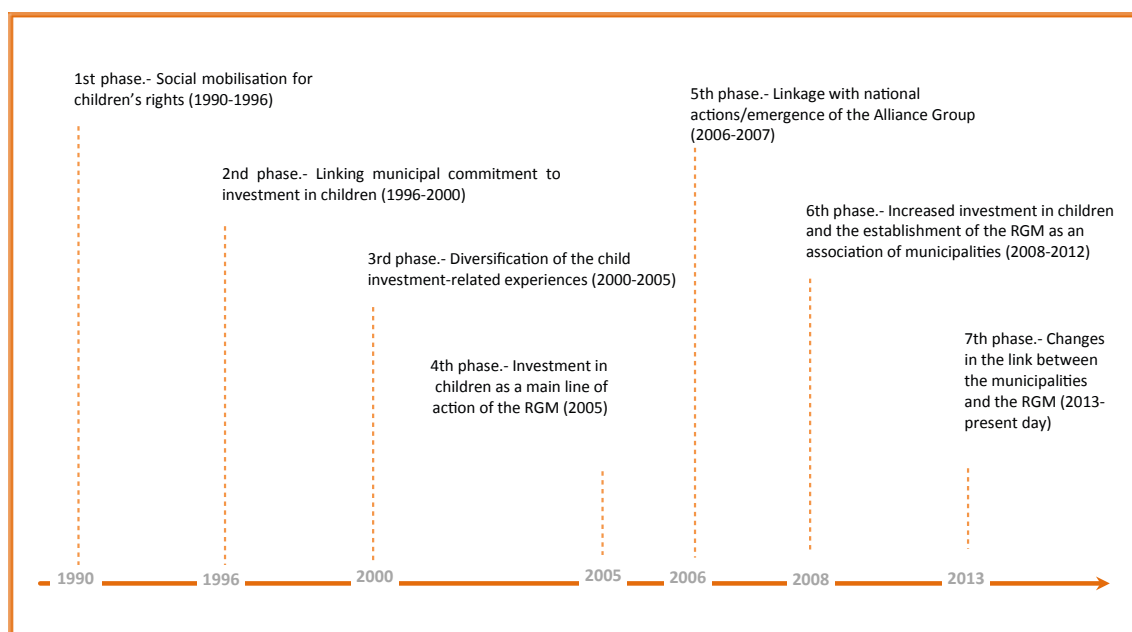 1st phase.- Social mobilisation for
children’s rights (1990-1996)
2nd phase.- Linking municipal commitment to
investment in children (1996-2000)
3rd phase.- Diversification of the child
investment-related experiences (2000-2005)
4th phase.- Investment in
children as a main line of
action of the RGM (2005)
5th phase.- Linkage with national
actions/emergence of the Alliance Group
(2006-2007)
6th phase.- Increased investment in children
and the establishment of the RGM as an
association of municipalities (2008-2012)
7th phase.- Changes
in the link between
the municipalities
and the RGM (2013-
present day)
1990 1996 2000 2005 2006 2008 2013